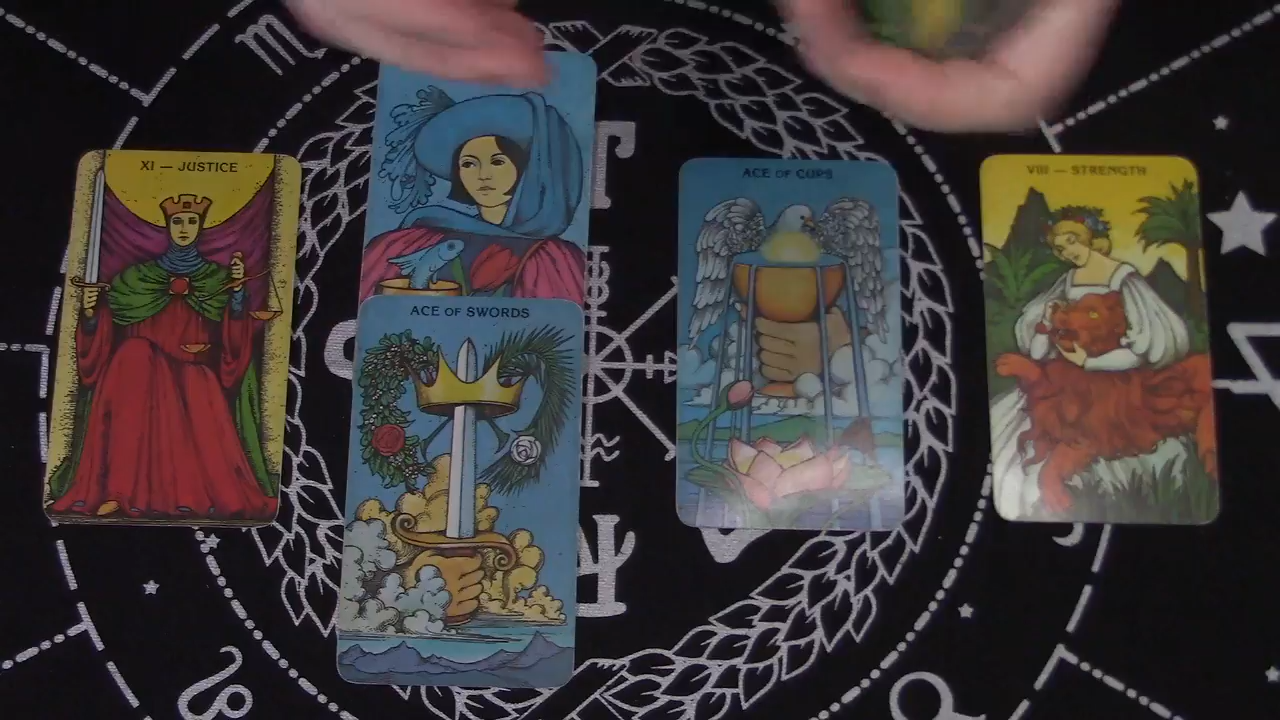 XI — JUSTICE
ACE OF SWORDS
ACE OF CUPS
VIII — STRENGTH